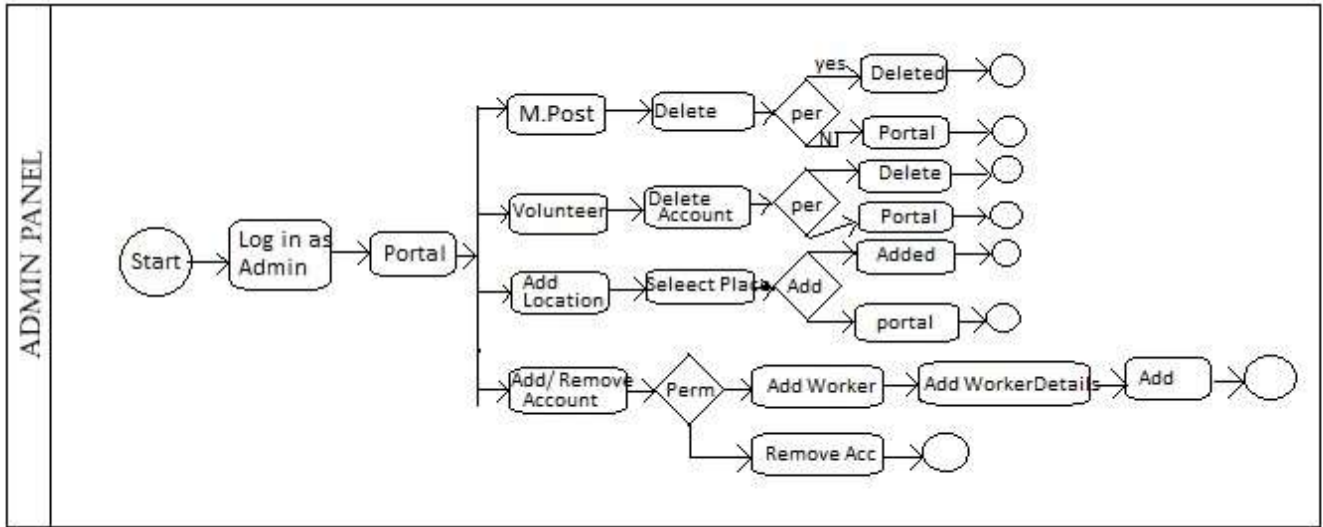 ADMIN PANEL
Start
Log in as
Admin
Portal
M.Post
Delete
per
yes
Deleted
N
Portal
Volunteer
Delete
Account
per
Delete
Portal
Add
Location
Seleect Place
Add
Added
portal
Add/ Remove
Account
Perm
Add Worker
Add WorkerDetails
Add
Remove Acc